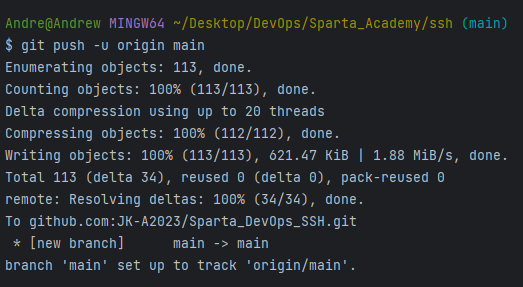 Andre@Andrew MINGW64 ~/Desktop/DevOps/Sparta_Academy/ssh (main)
$ git push -u origin main
Enumerating objects: 113, done.
Counting objects: 100% (113/113), done.
Delta compression using up to 20 threads
Compressing objects: 100% (112/112), done.
Writing objects: 100% (113/113), 621.47 KiB | 1.88 MiB/s, done.
Total 113 (delta 34), reused 0 (delta 0), pack-reused 0
remote: Resolving deltas: 100% (34/34), done.
To github.com:JK-A2023/Sparta_DevOps_SSH.git
 * [new branch]      main -> main
branch 'main' set up to track 'origin/main'.